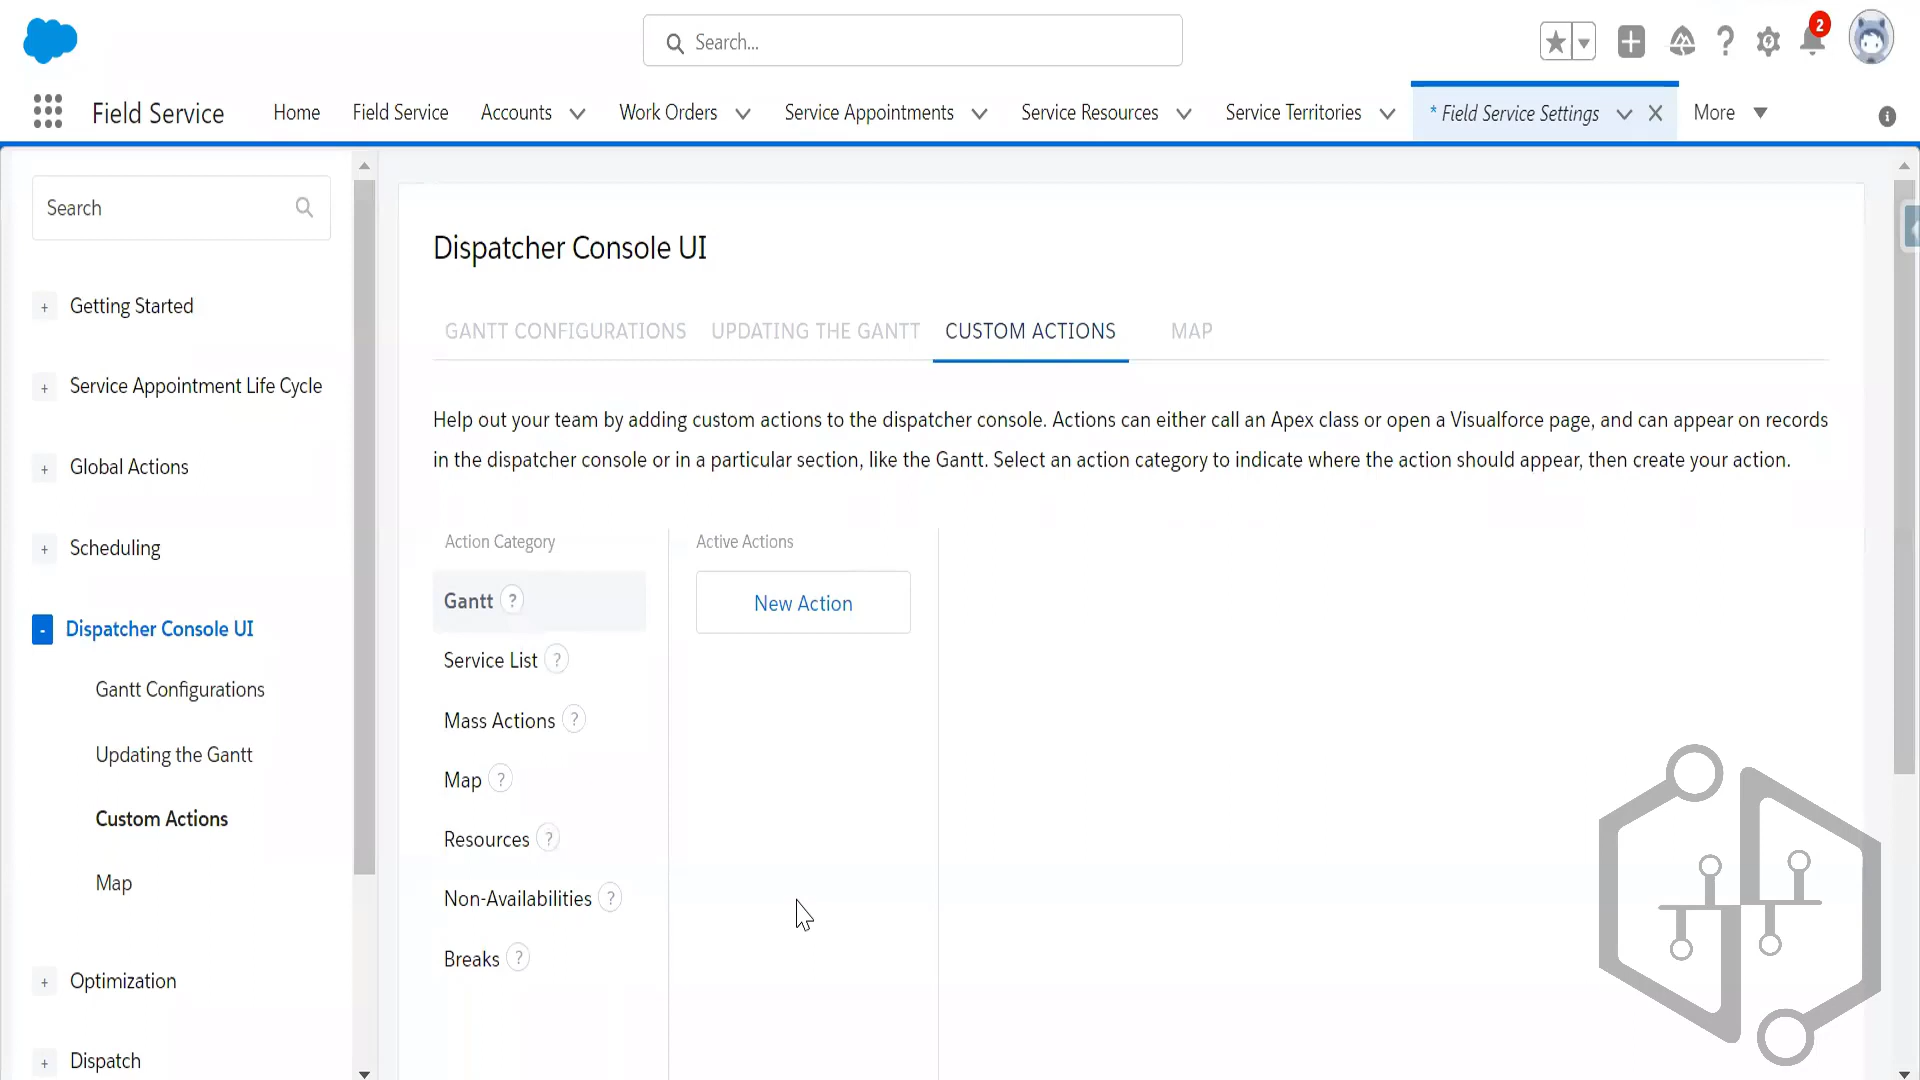 Search...
2
Field Service
Home
Field Service
Accounts
Work Orders
Service Appointments
Service Resources
Service Territories
* Field Service Settings
More
Search
Getting Started
Service Appointment Life Cycle
Global Actions
Scheduling
Dispatcher Console UI
Gantt Configurations
Updating the Gantt
Custom Actions
Map
Optimization
Dispatch
Dispatcher Console UI
GANTT CONFIGURATIONS
UPDATING THE GANTT
CUSTOM ACTIONS
MAP
Help out your team by adding custom actions to the dispatcher console. Actions can either call an Apex class or open a Visualforce page, and can appear on records
in the dispatcher console or in a particular section, like the Gantt. Select an action category to indicate where the action should appear, then create your action.
Action Category
Gantt ?
Service List ?
Mass Actions ?
Map ?
Resources ?
Non-Availabilities ?
Breaks ?
Active Actions
New Action